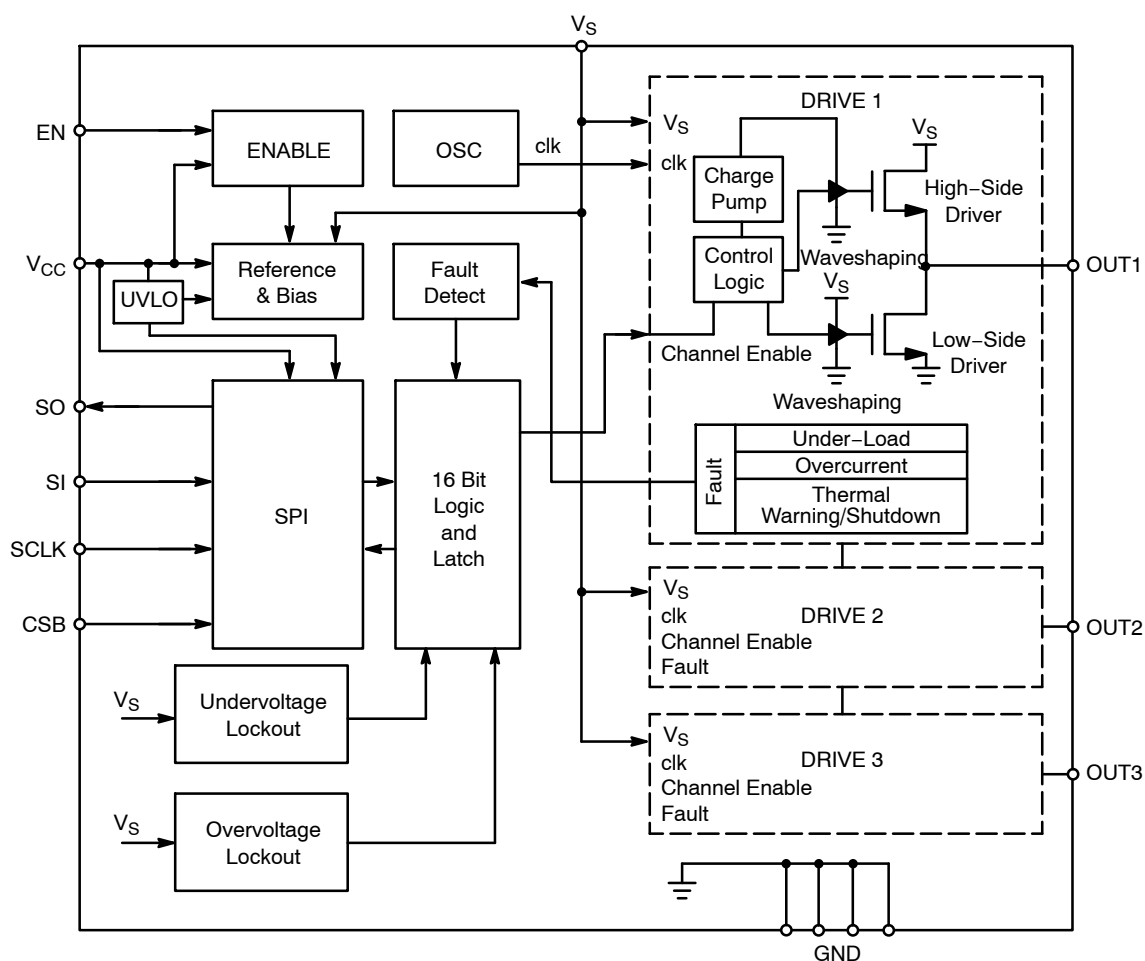 VS
EN
ENABLE
OSC
clk
VCC
UVLO
Reference
& Bias
Fault
Detect
SO
SI
SCLK
CSB
SPI
16 Bit
Logic
and
Latch
VS
Undervoltage
Lockout
VS
Overvoltage
Lockout
DRIVE 1
VS
clk
Charge
Pump
Control
Logic
VS
High−Side
Driver
Waveshaping
VS
OUT1
Channel Enable
Low−Side
Driver
Waveshaping
Fault
Under−Load
Overcurrent
Thermal
Warning/Shutdown
VS
clk
Channel Enable
Fault
DRIVE 2
OUT2
VS
clk
Channel Enable
Fault
DRIVE 3
OUT3
GND